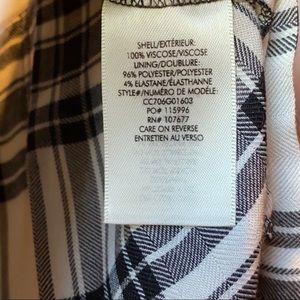 SHELL/EXTÉRIEUR:
100% VISCOSE/VISCOSE
LINING/DOUBLURE:
96% POLYESTER/POLYESTER
4% ELASTANE/ÉLASTHANNE
STYLE#/NUMÉRO DE MODÈLE:
CC706G01603
PO# 115996
RN# 107677
CARE ON REVERSE
ENTRETIEN AU VERSO